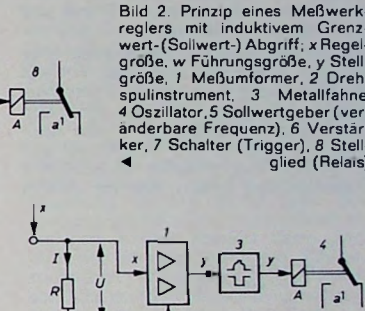 Bild 2. Prinzip eines Meßwerk
reglers mit induktivem Grenz
wert-(Sollwert-) Abgriff; x Regel
größe, w Führungsgröße, y Stell
größe, 1 Meßumformer, 2 Dreh
spulinstrument, 3 Metallfahne
4 Oszillator, 5 Sollwertgeber (ver
änderbare Frequenz), 6 Verstär
ker, 7 Schalter (Trigger), 8 Stell
glied (Relais)
8
A
a¹
x
I
R
U
x
1
y
3
y
4
A
a¹